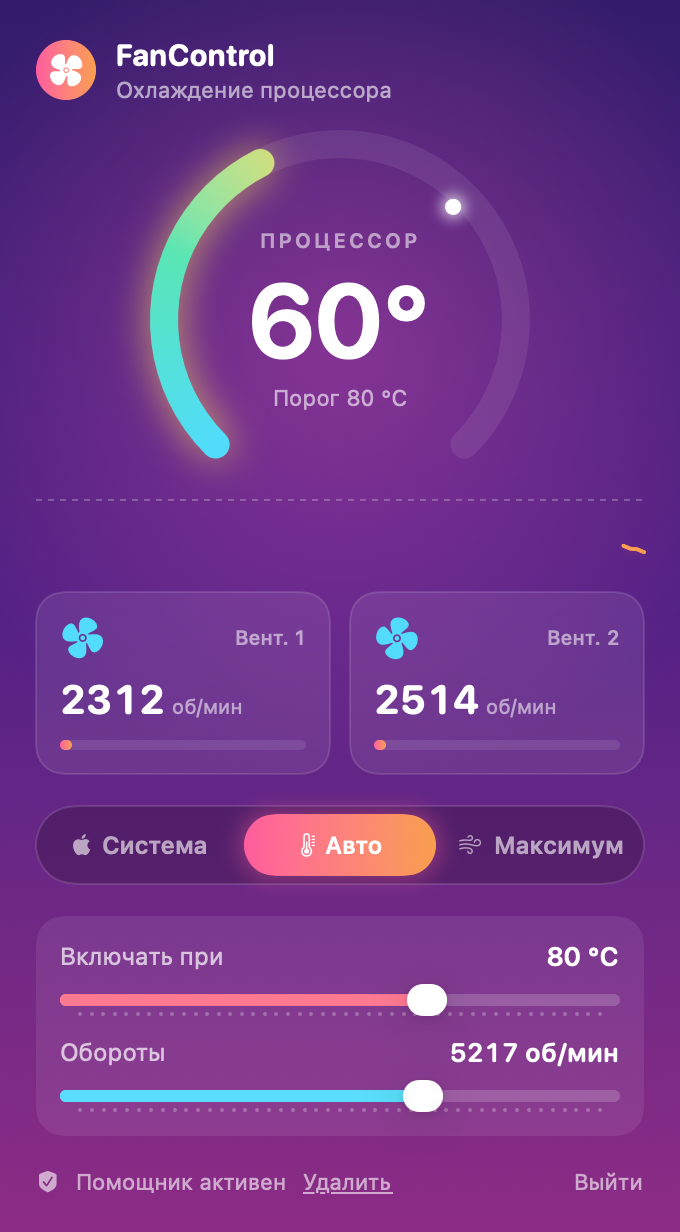 FanControl
Охлаждение процессора
ПРОЦЕССОР
60°
Порог 80 °C
Вент. 1
2312 об/мин
Вент. 2
2514 об/мин
Система
Авто
Максимум
Включать при
80 °C
Обороты
5217 об/мин
Помощник активен Удалить
Выйти